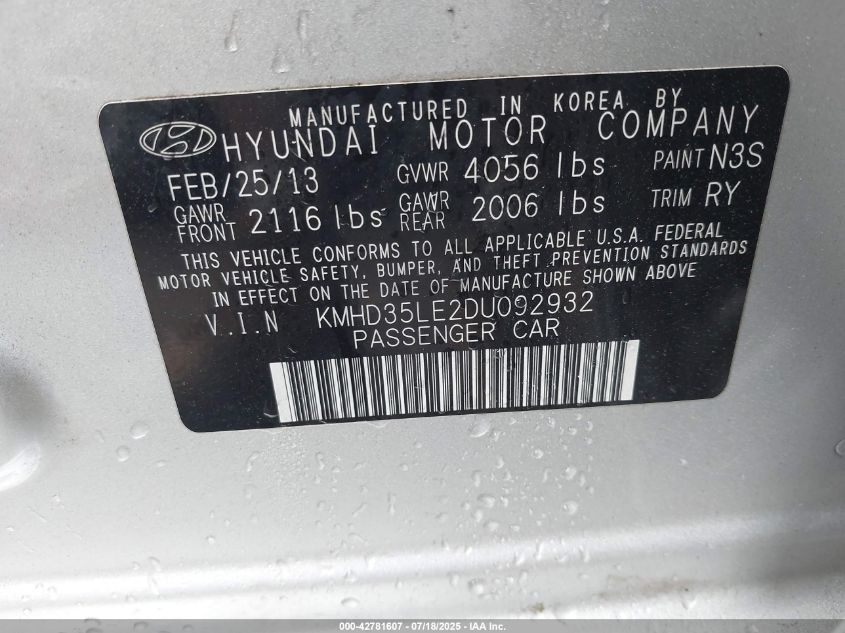 MANUFACTURED IN KOREA BY
HYUNDAI MOTOR COMPANY
FEB/25/13 GVWR 4056 lbs PAINT N3S
GAWR FRONT 2116 lbs GAWR REAR 2006 lbs TRIM RY
THIS VEHICLE CONFORMS TO ALL APPLICABLE U.S.A. FEDERAL
MOTOR VEHICLE SAFETY, BUMPER, AND THEFT PREVENTION STANDARDS
IN EFFECT ON THE DATE OF MANUFACTURE SHOWN ABOVE
V.I.N KMHD35LE2DU092932
PASSENGER CAR
000-42781607 - 07/18/2025 - IAA Inc.